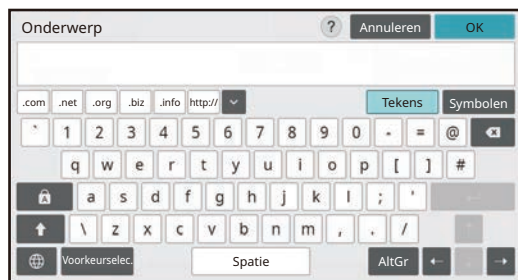 Onderwerp ? Annuleren OK
.com .net .org .biz .info http:// Tekens Symbolen
` 1 2 3 4 5 6 7 8 9 0 - = @
q w e r t y u i o p [ ] #
A a s d f g h j k l ; '
\ z x c v b n m , . /
Voorkeurselec. Spatie AltGr ← →